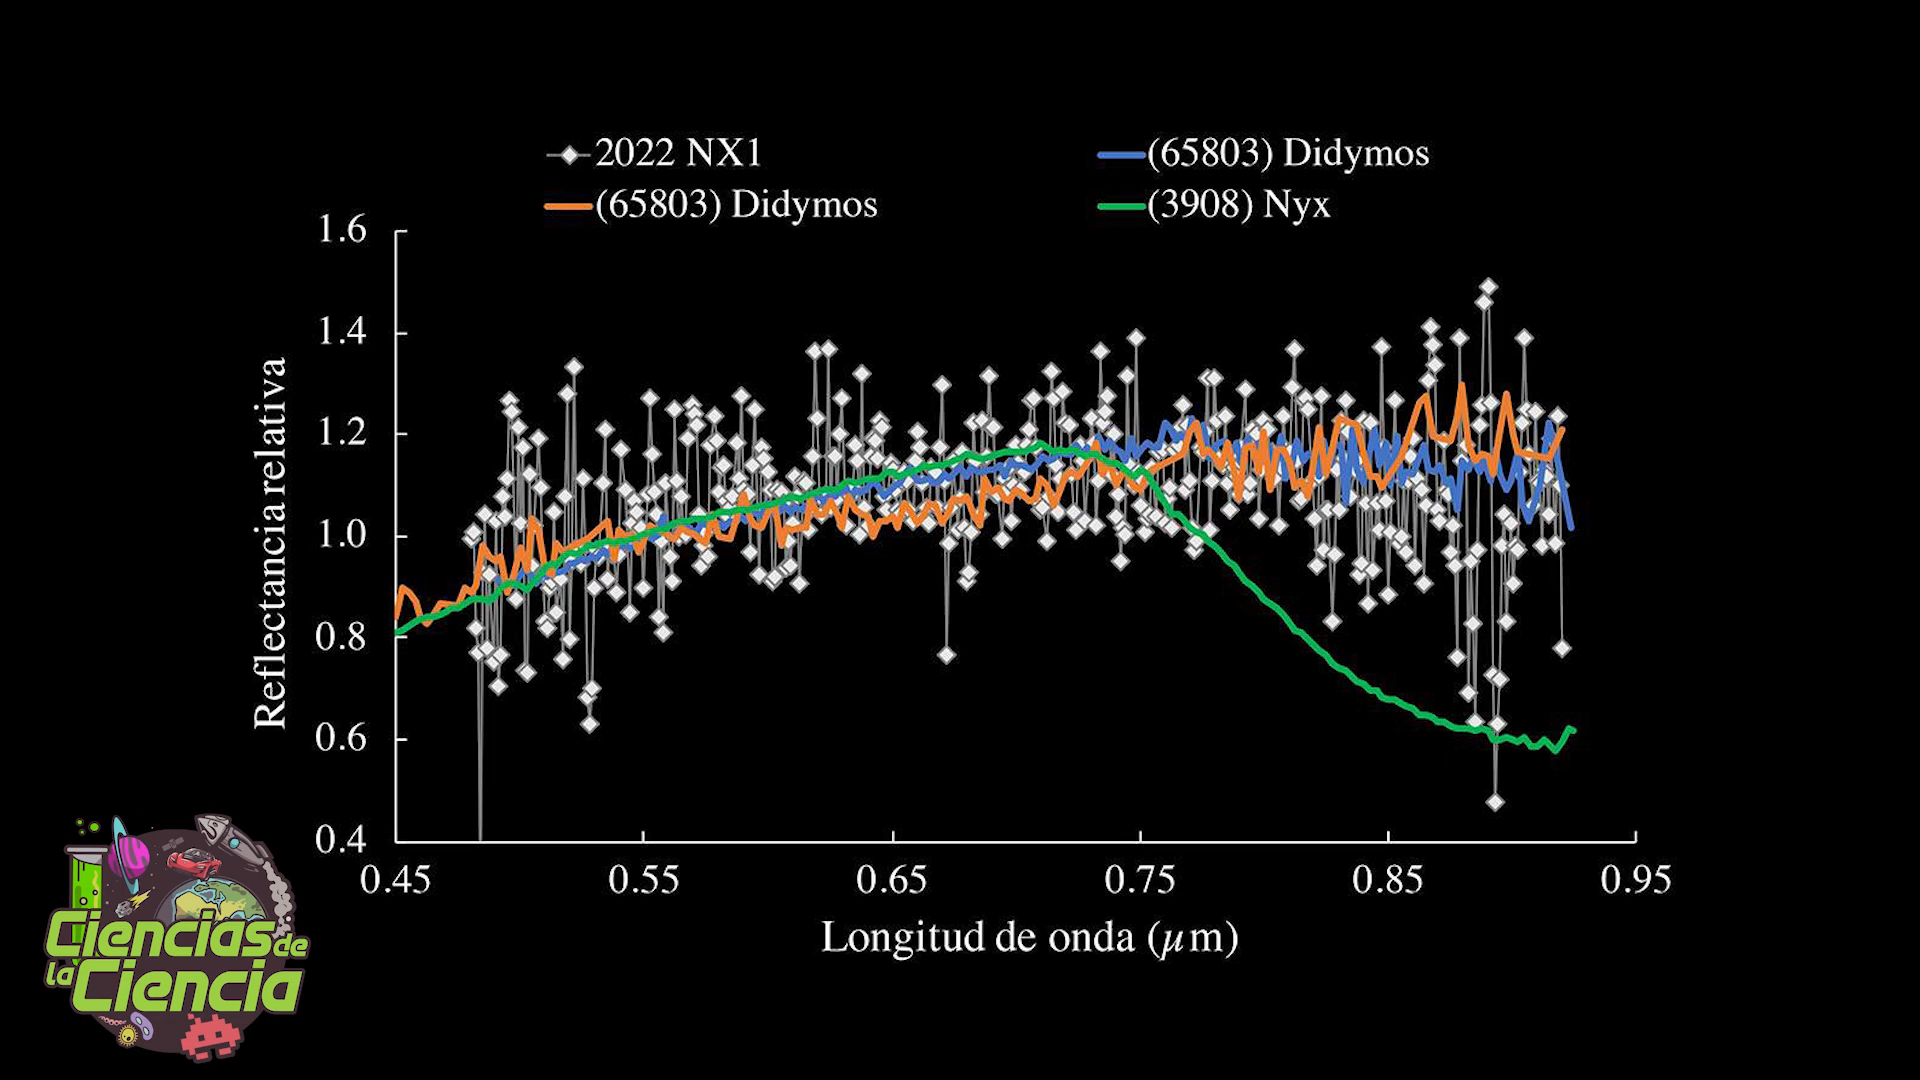 2022 NX1
(65803) Didymos
(65803) Didymos
(3908) Nyx
1.6
1.4
1.2
1.0
0.8
0.6
0.4
Reflectancia relativa
0.45 0.55 0.65 0.75 0.85 0.95
Longitud de onda (μm)
Ciencias de
la Ciencia